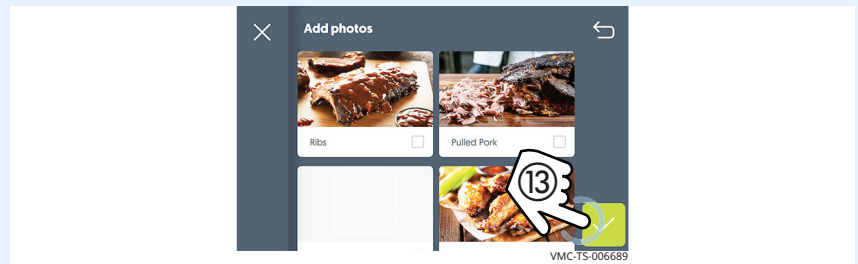 Add photos
Ribs
Pulled Pork
⑬
VMC-TS-006689